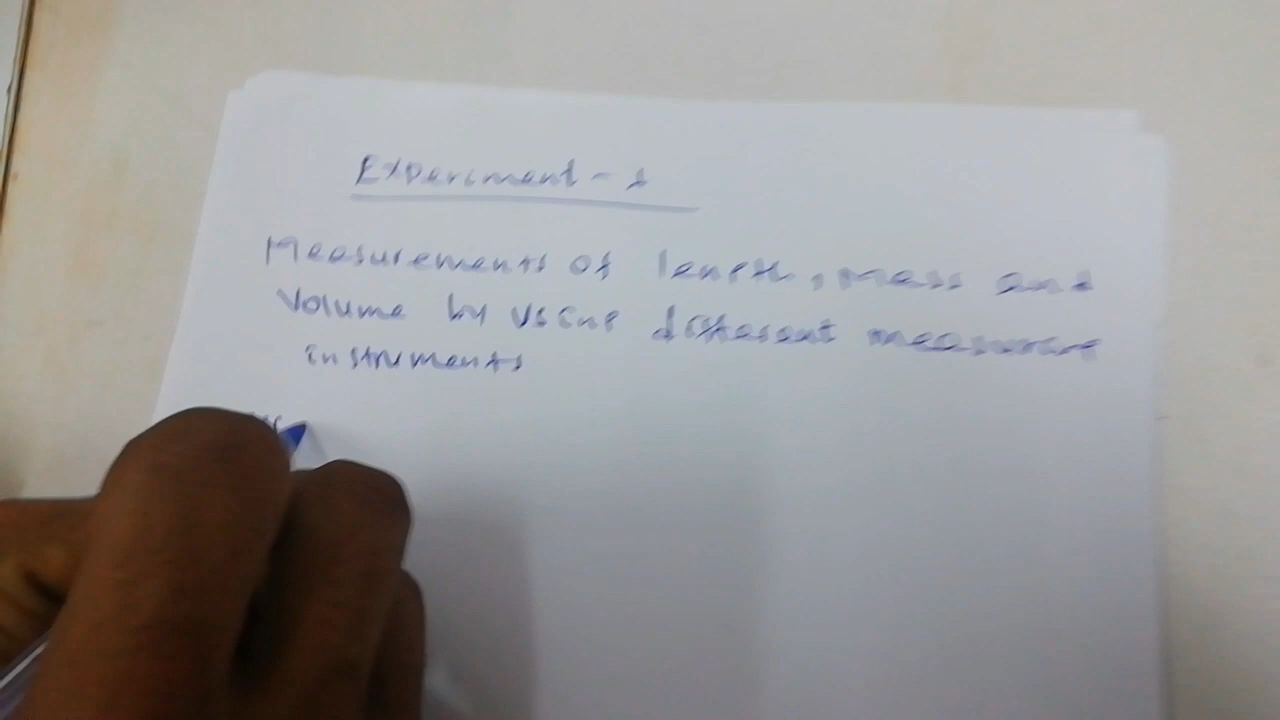 Experiment - 1
Measurements of length, mass and
Volume by using different measuring
instruments